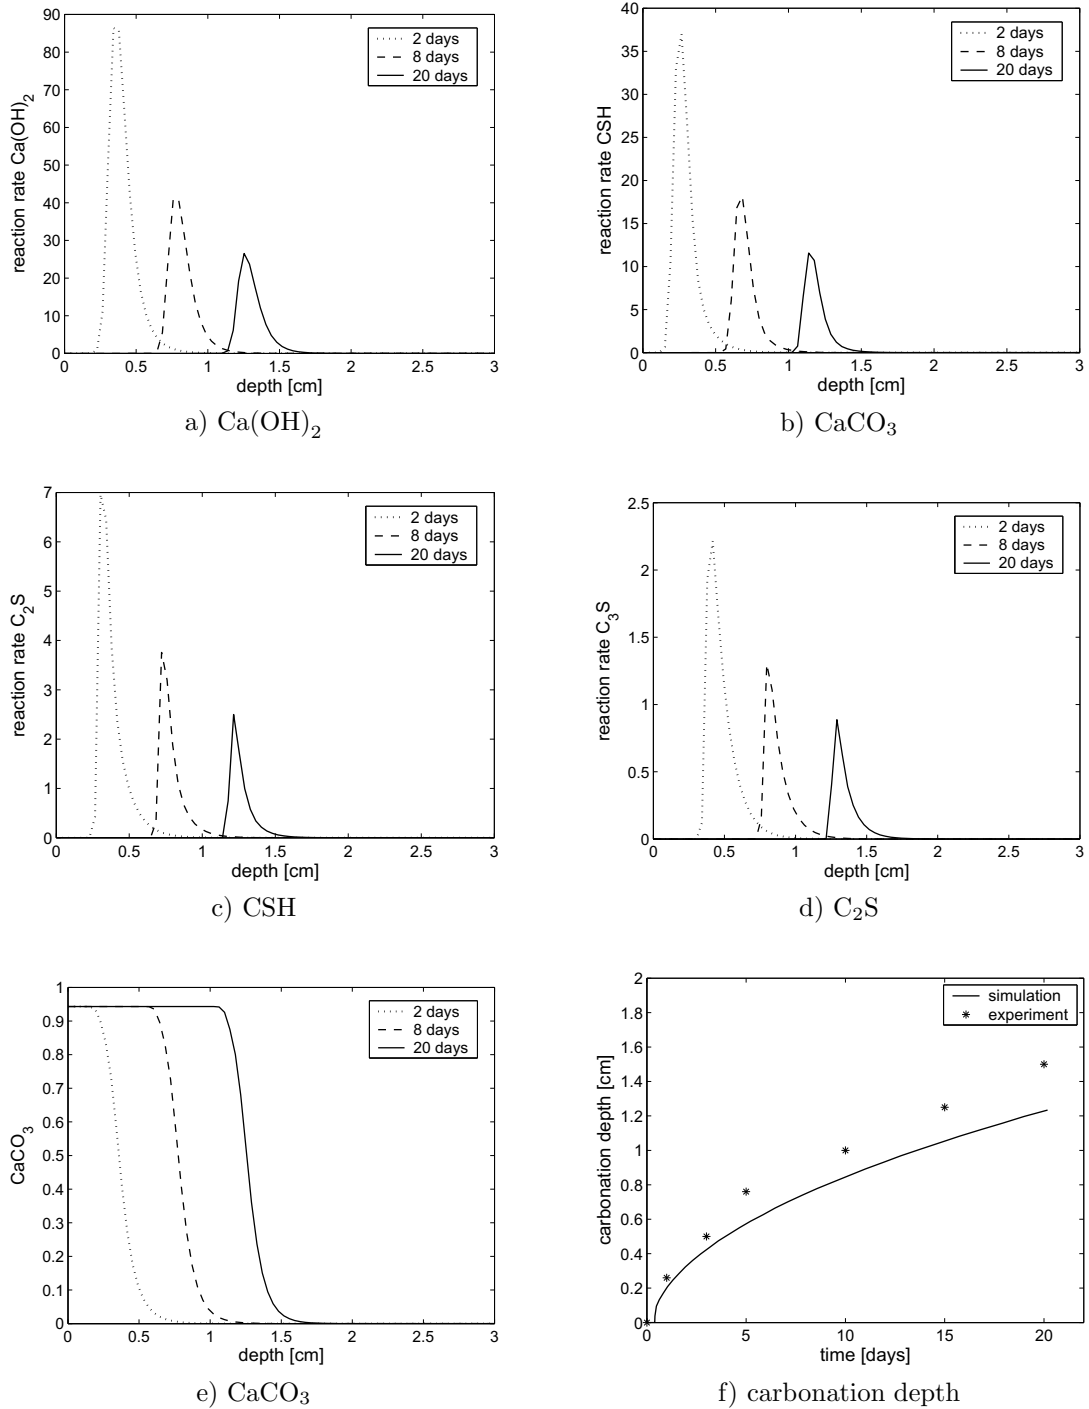 90
80
70
60
50
40
30
20
10
0
reaction rate Ca(OH)2
2 days
8 days
20 days
0 0.5 1 1.5 2 2.5 3
depth [cm]
a) Ca(OH)2
40
35
30
25
20
15
10
5
0
reaction rate CSH
2 days
8 days
20 days
0 0.5 1 1.5 2 2.5 3
depth [cm]
b) CaCO3
7
6
5
4
3
2
1
0
reaction rate C2S
2 days
8 days
20 days
0 0.5 1 1.5 2 2.5 3
depth [cm]
c) CSH
2.5
2
1.5
1
0.5
0
reaction rate C3S
2 days
8 days
20 days
0 0.5 1 1.5 2 2.5 3
depth [cm]
d) C2S
1
0.9
0.8
0.7
0.6
0.5
0.4
0.3
0.2
0.1
0
CaCO3
2 days
8 days
20 days
0 0.5 1 1.5 2 2.5 3
depth [cm]
e) CaCO3
2
1.8
1.6
1.4
1.2
1
0.8
0.6
0.4
0.2
0
carbonation depth [cm]
simulation
experiment
0 5 10 15 20
time [days]
f) carbonation depth